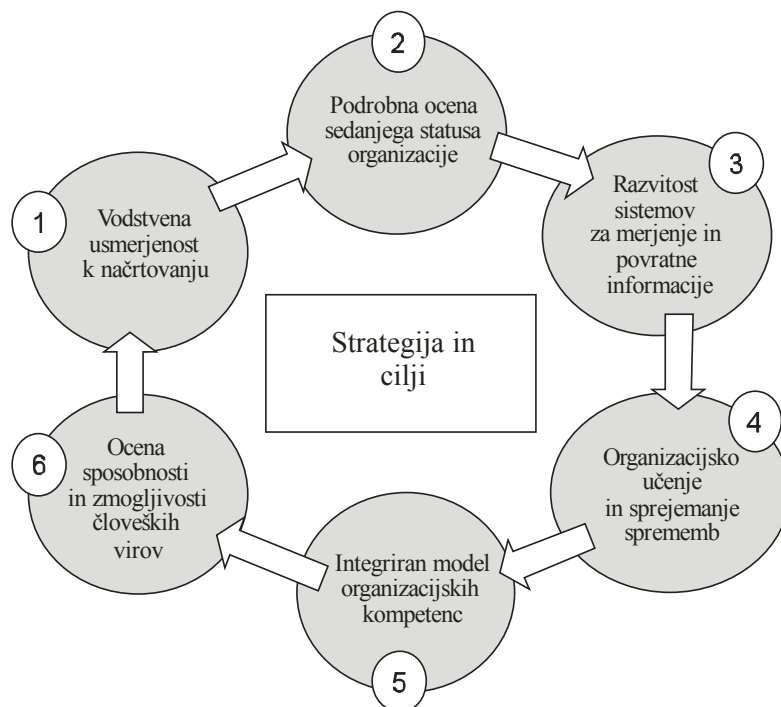 1
Vodstvena
usmerjenost
k načrtovanju
2
Podrobna ocena
sedanjega statusa
organizacije
3
Razvitost
sistemov
za merjenje in
povratne
informacije
4
Organizacijsko
učenje
in sprejemanje
sprememb
5
Integriran model
organizacijskih
kompetenc
6
Ocena
sposobnosti
in zmogljivosti
človeških
virov
Strategija in
cilji